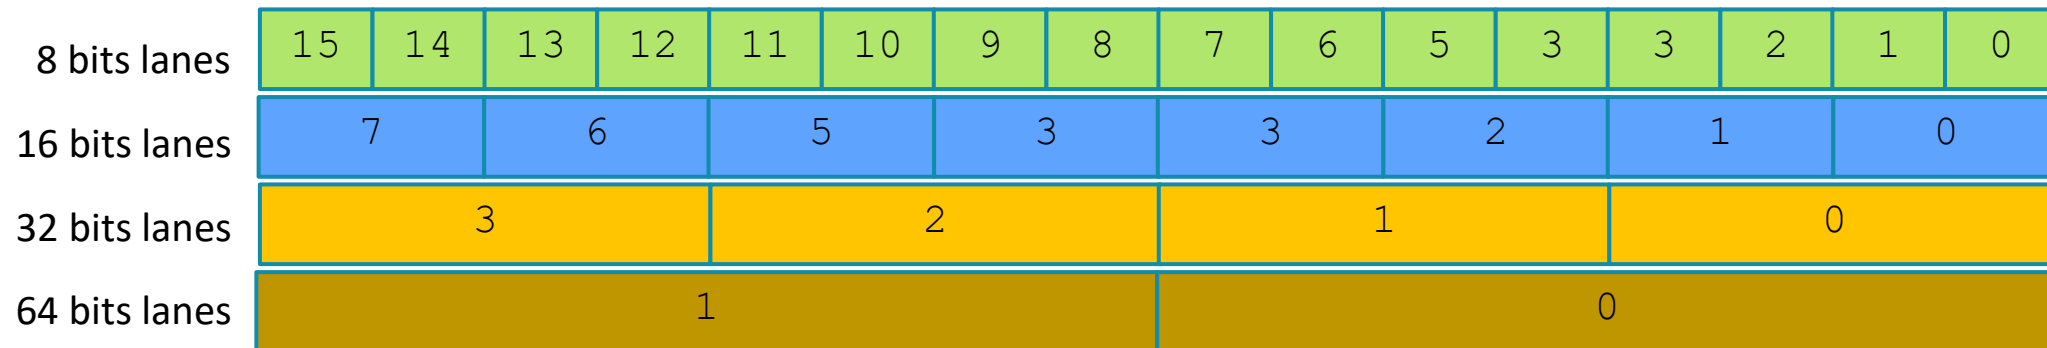 8 bits lanes 15 14 13 12 11 10 9 8 7 6 5 3 3 2 1 0
16 bits lanes 7 6 5 3 3 2 1 0
32 bits lanes 3 2 1 0
64 bits lanes 1 0